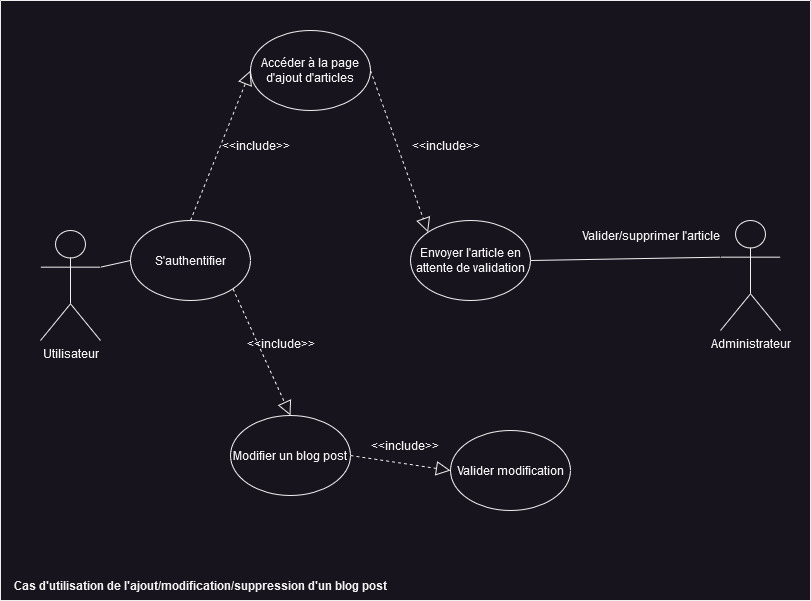 Accéder à la page
d'ajout d'articles
<<include>>
<<include>>
Valider/supprimer l'article
S'authentifier
Envoyer l'article en
attente de validation
Utilisateur
Administrateur
<<include>>
Modifier un blog post
<<include>>
Valider modification
Cas d'utilisation de l'ajout/modification/suppression d'un blog post